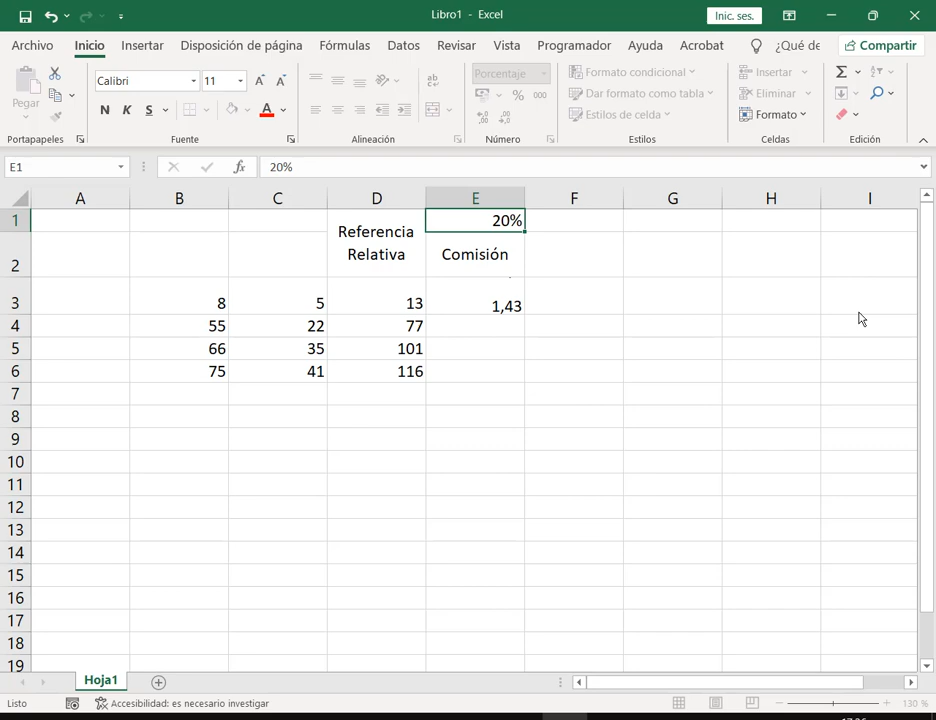 Libro1 - Excel
Inic. ses.
Archivo Inicio Insertar Disposición de página Fórmulas Datos Revisar Vista Programador Ayuda Acrobat ¿Qué de Compartir
Pegar
Calibri 11
N K S A
Porcentaje
% 000
Formato condicional
Dar formato como tabla
Estilos de celda
Insertar
Eliminar
Formato
Portapapeles Fuente Alineación Número Estilos Celdas Edición
E1 fx 20%
A B C D E F G H I
1 20%
Referencia
Relativa
2 Comisión
3 8 5 13 1,43
4 55 22 77
5 66 35 101
6 75 41 116
7
8
9
10
11
12
13
14
15
16
17
18
19
Hoja1
Listo Accesibilidad: es necesario investigar 130 %